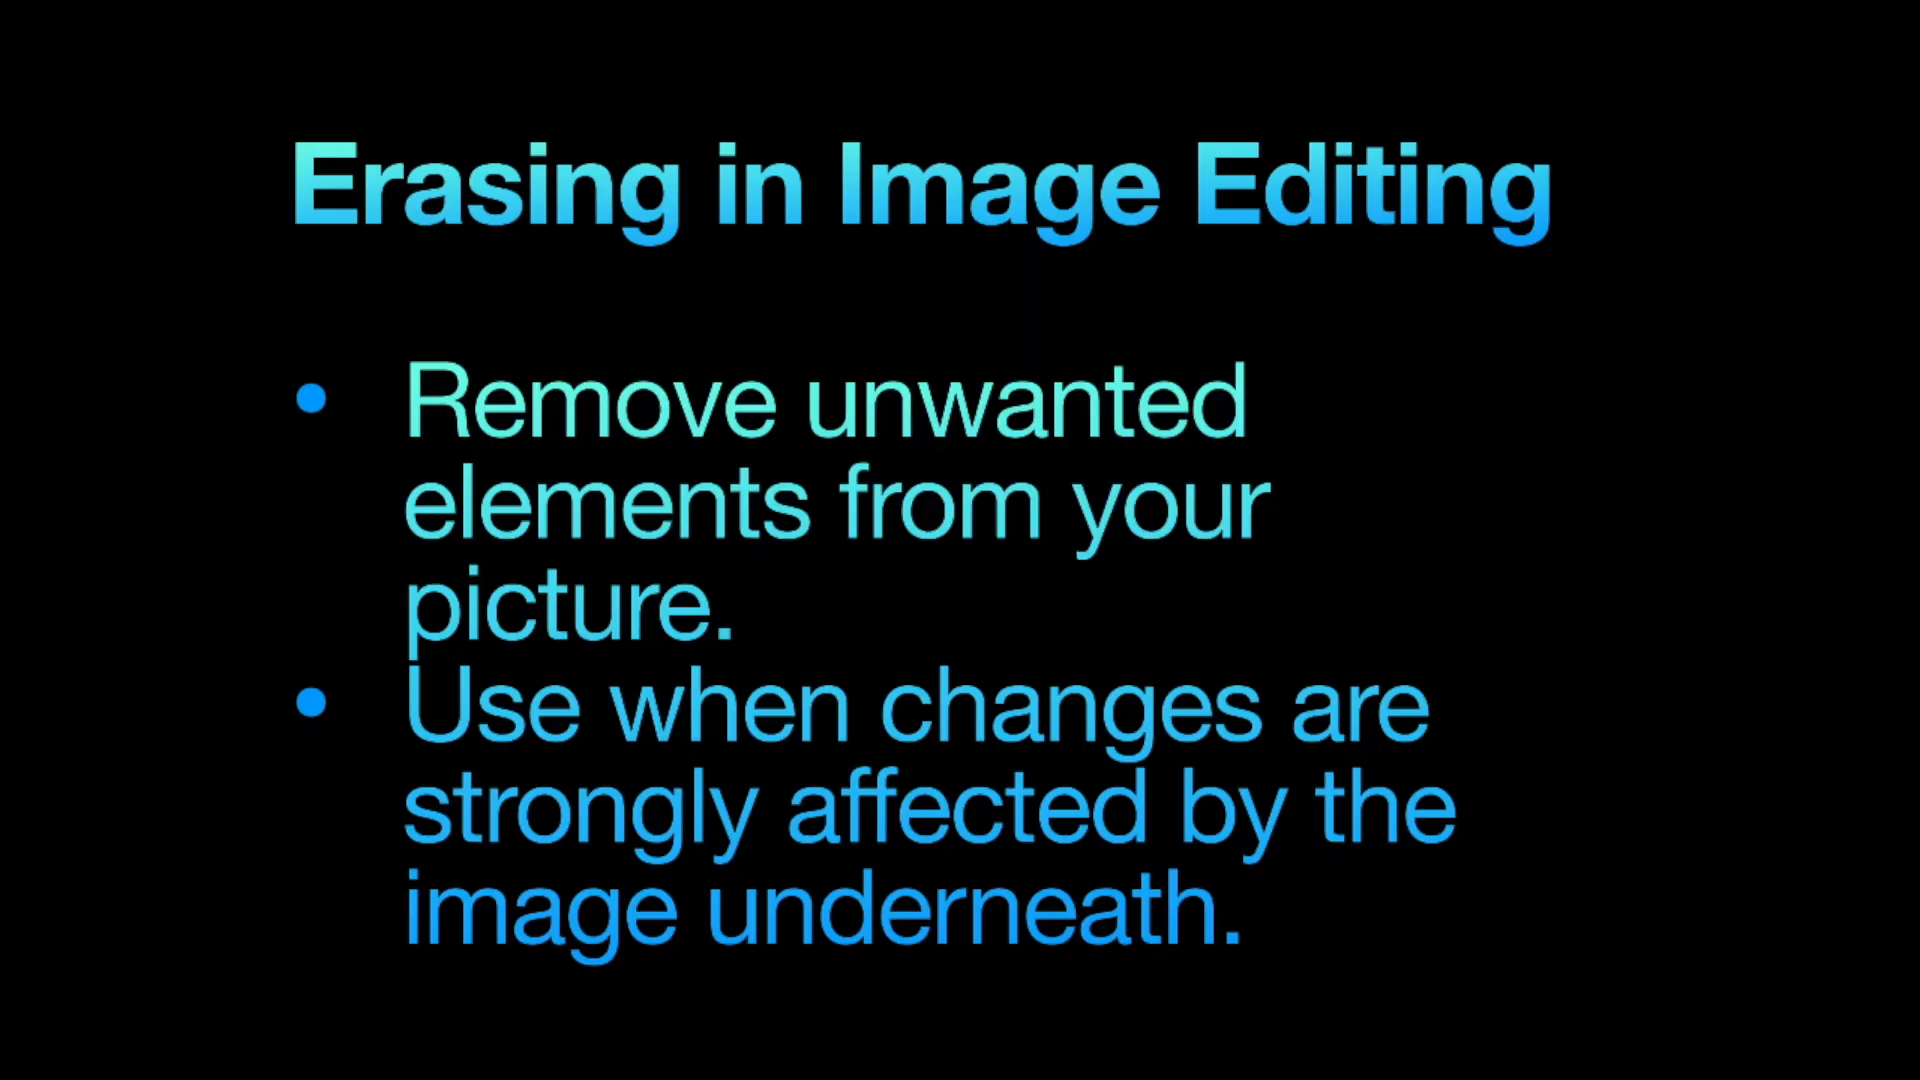 Erasing in Image Editing
• Remove unwanted
elements from your
picture.
• Use when changes are
strongly affected by the
image underneath.